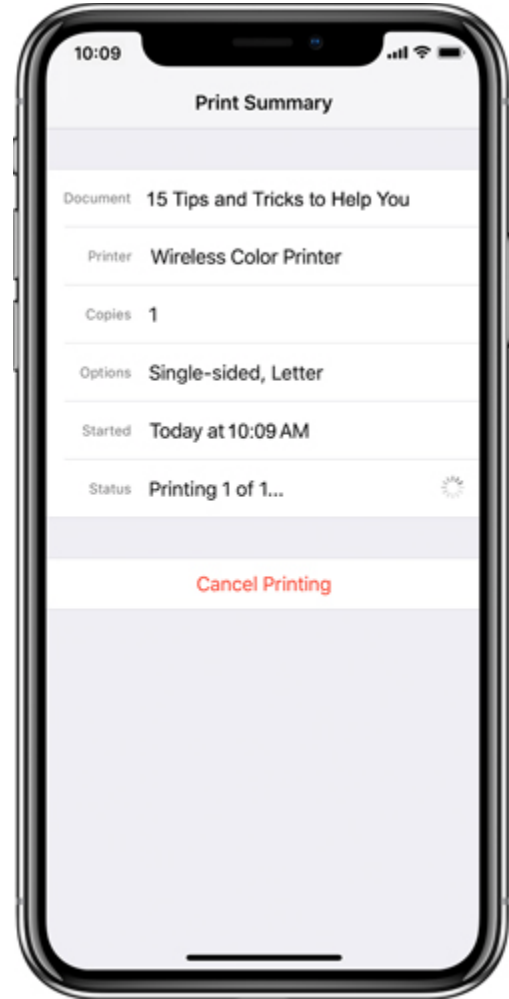 10:09
Print Summary
Document 15 Tips and Tricks to Help You
Printer Wireless Color Printer
Copies 1
Options Single-sided, Letter
Started Today at 10:09 AM
Status Printing 1 of 1...
Cancel Printing